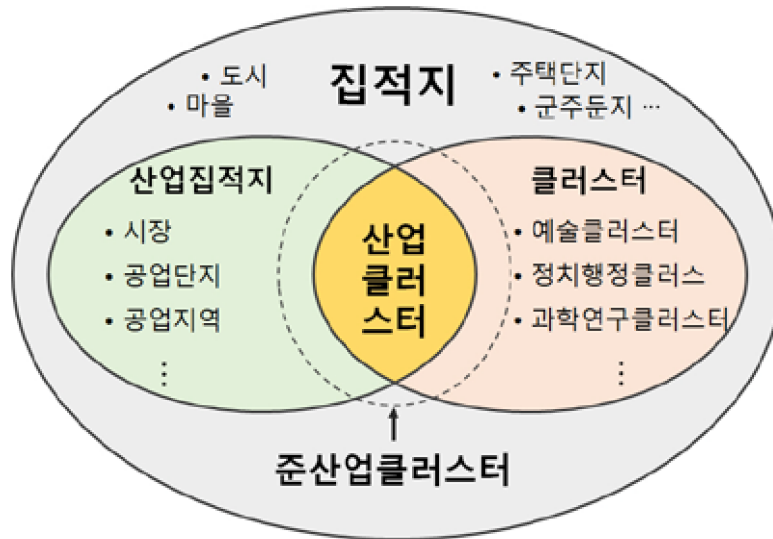 집적지
• 도시
• 마을
• 주택단지
• 군주둔지 ···
산업집적지
• 시장
• 공업단지
• 공업지역
⋮
산업
클러
스터
클러스터
• 예술클러스터
• 정치행정클러스
• 과학연구클러스터
⋮
준산업클러스터